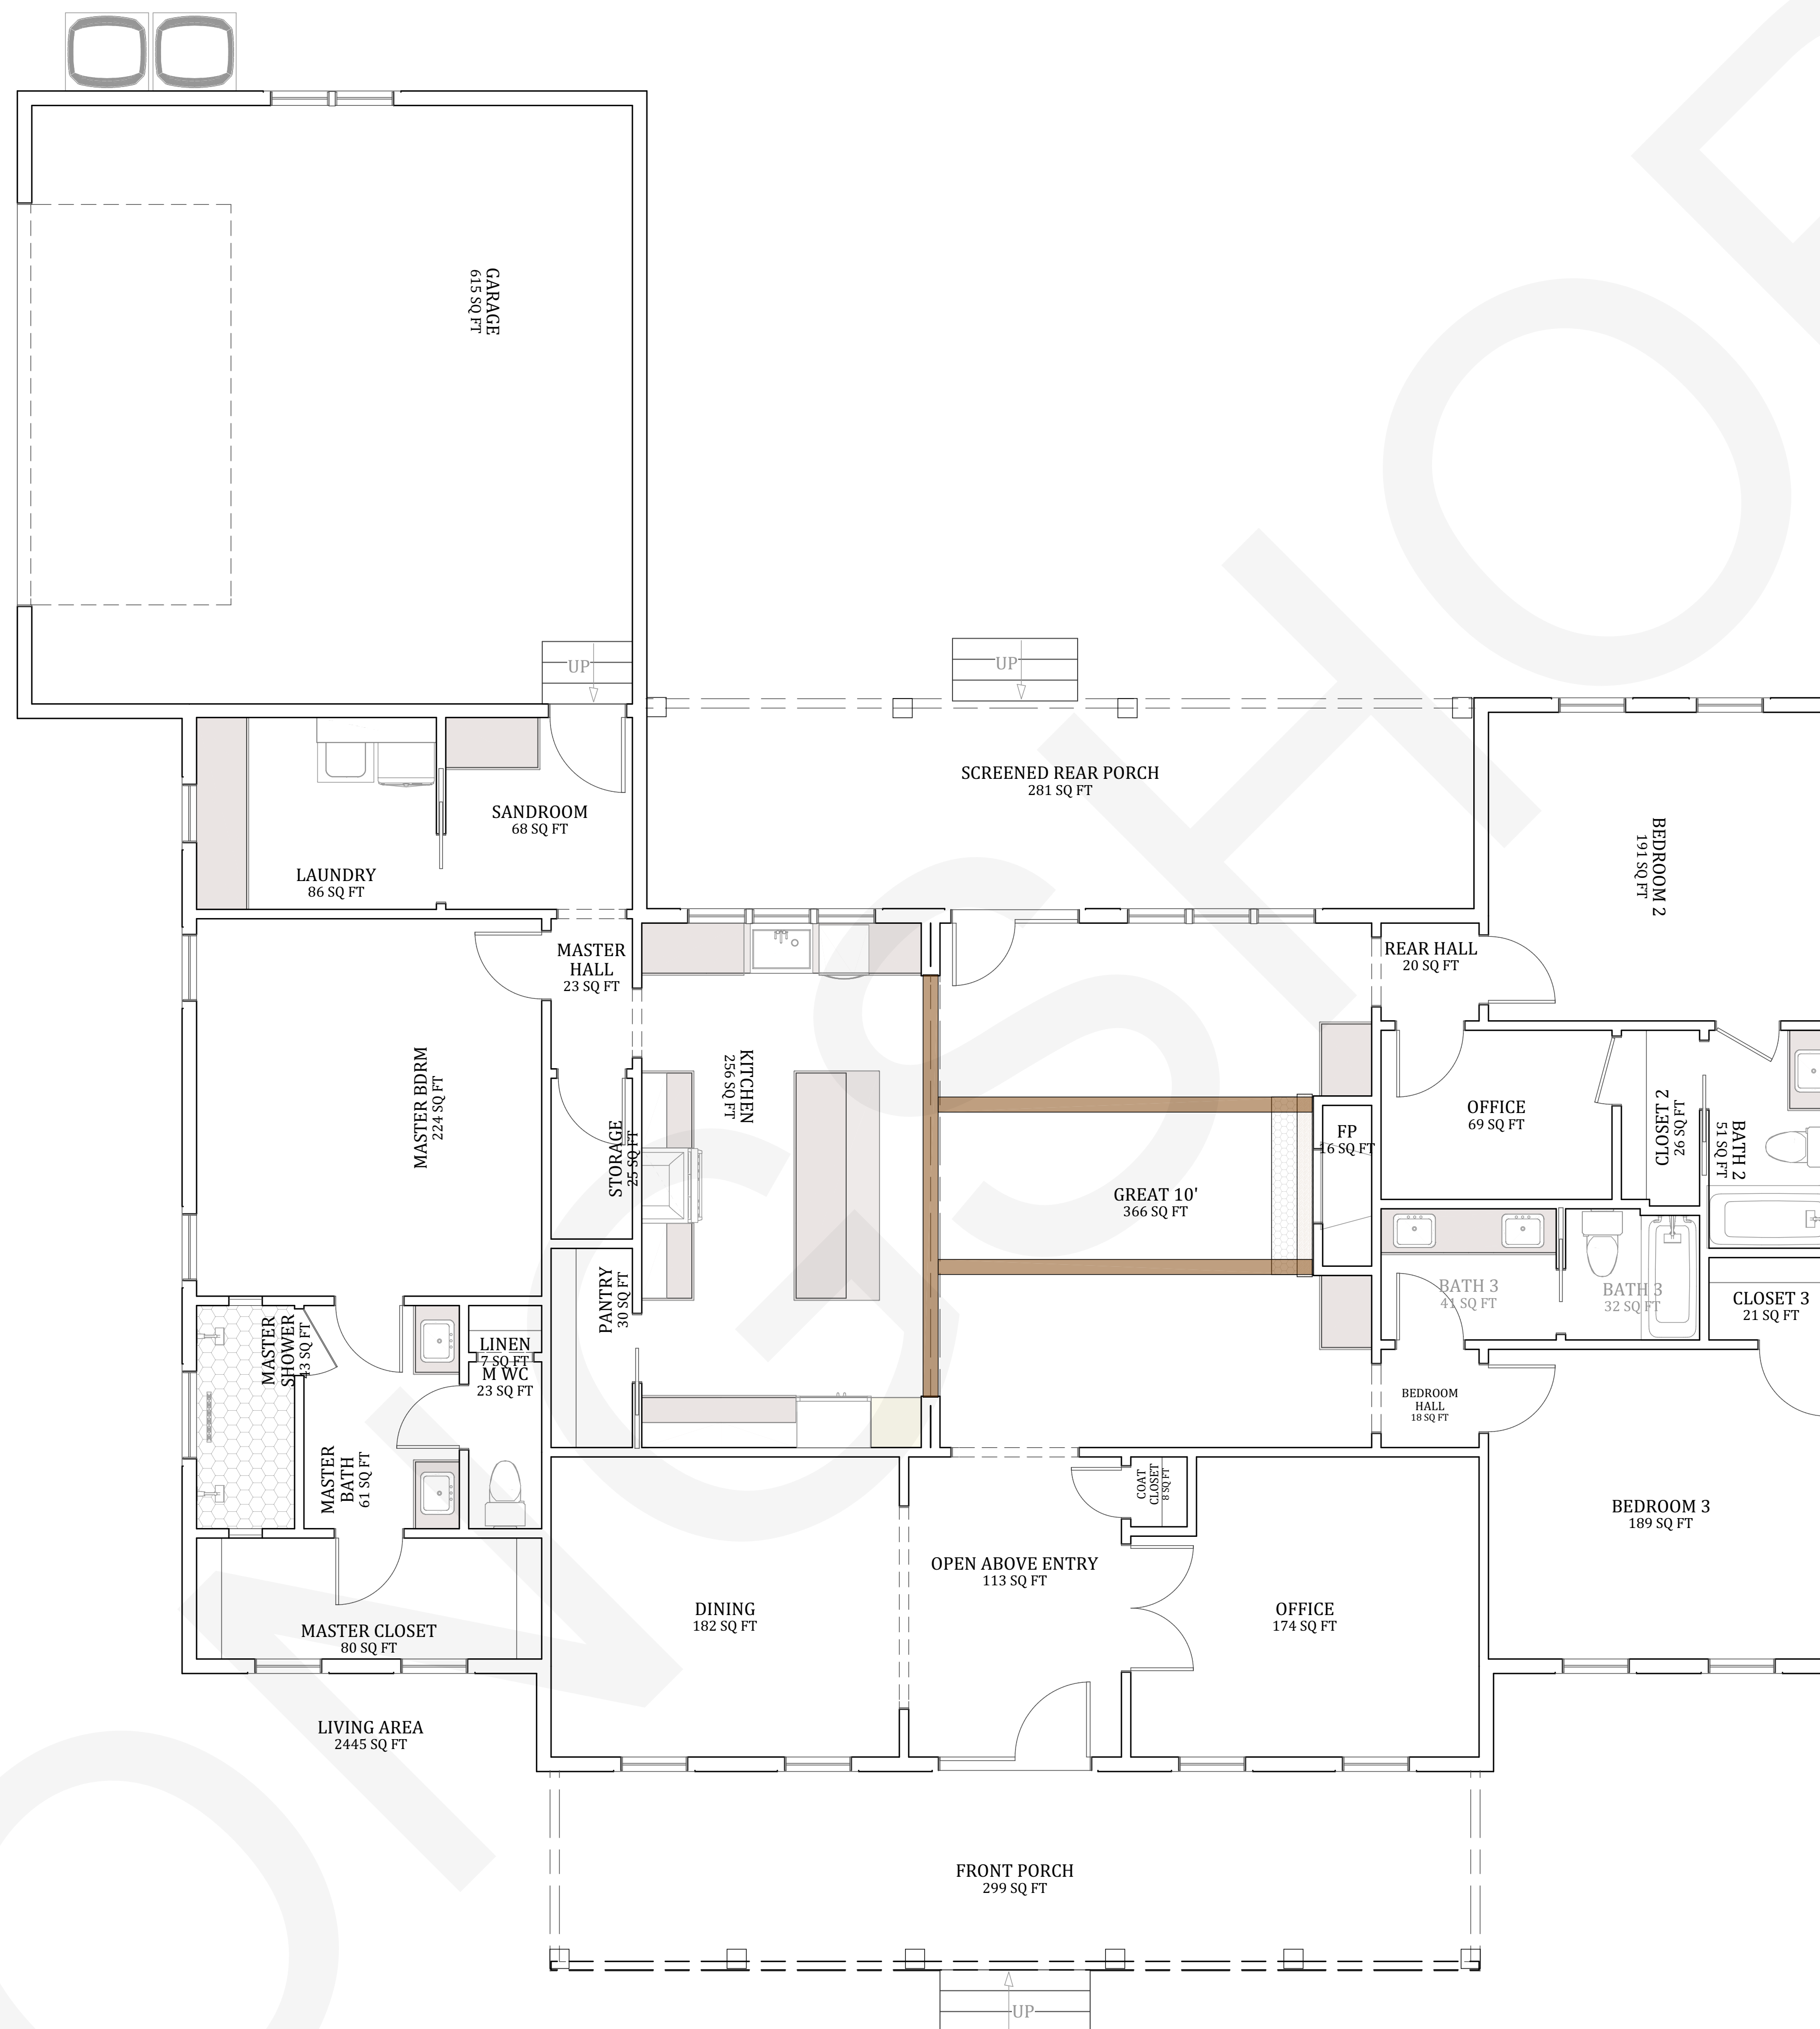 GARAGE
615 SQ FT
UP
UP
SCREENED REAR PORCH
281 SQ FT
SANDROOM
68 SQ FT
LAUNDRY
86 SQ FT
BEDROOM 2
191 SQ FT
MASTER
HALL
23 SQ FT
REAR HALL
20 SQ FT
KITCHEN
256 SQ FT
MASTER BDRM
224 SQ FT
STORAGE
25 SQ FT
OFFICE
69 SQ FT
CLOSET 2
26 SQ FT
BATH 2
51 SQ FT
FP
16 SQ FT
GREAT 10'
366 SQ FT
PANTRY
30 SQ FT
BATH 3
41 SQ FT
BATH 3
32 SQ FT
CLOSET 3
21 SQ FT
MASTER
SHOWER
43 SQ FT
LINEN
7 SQ FT
M WC
23 SQ FT
BEDROOM
HALL
18 SQ FT
MASTER
BATH
61 SQ FT
COAT
CLOSET
8 SQ FT
BEDROOM 3
189 SQ FT
OPEN ABOVE ENTRY
113 SQ FT
DINING
182 SQ FT
OFFICE
174 SQ FT
MASTER CLOSET
80 SQ FT
LIVING AREA
2445 SQ FT
FRONT PORCH
299 SQ FT
UP
ONGSHOR